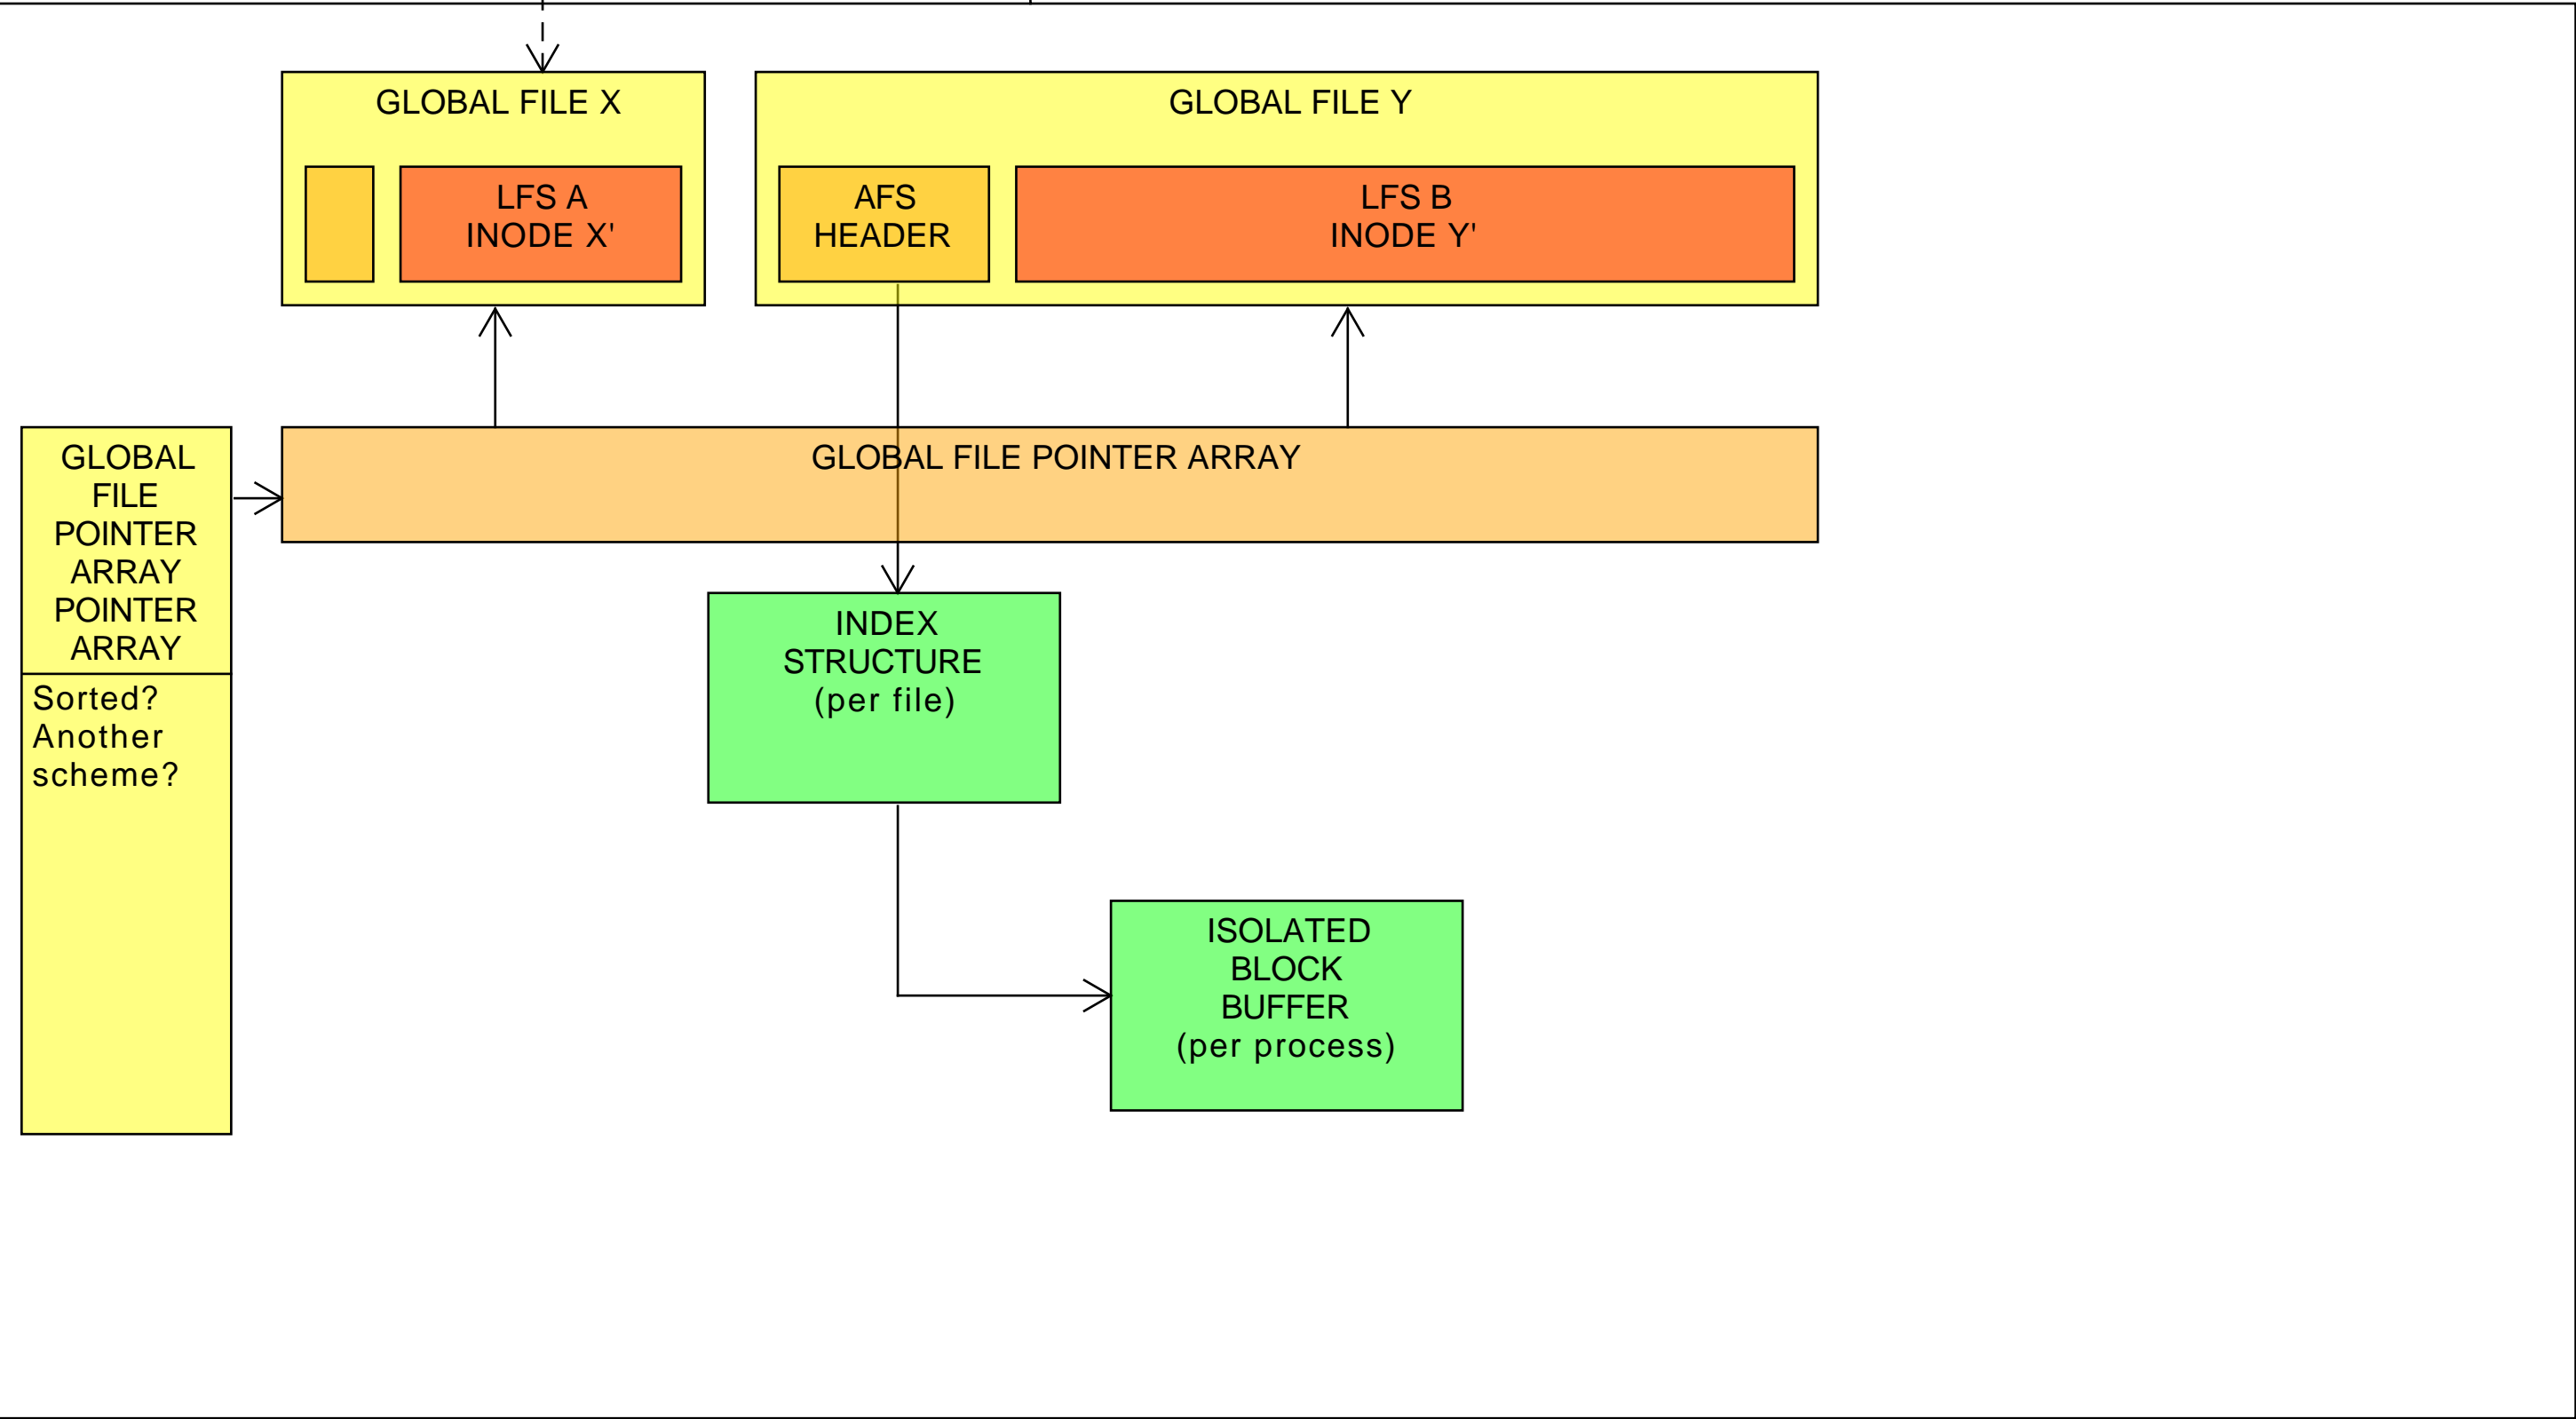 GLOBAL FILE X
GLOBAL FILE Y
LFS A
INODE X'
AFS
HEADER
LFS B
INODE Y'
GLOBAL
FILE
POINTER
ARRAY
POINTER
ARRAY
Sorted?
Another
scheme?
GLOBAL FILE POINTER ARRAY
INDEX
STRUCTURE
(per file)
ISOLATED
BLOCK
BUFFER
(per process)